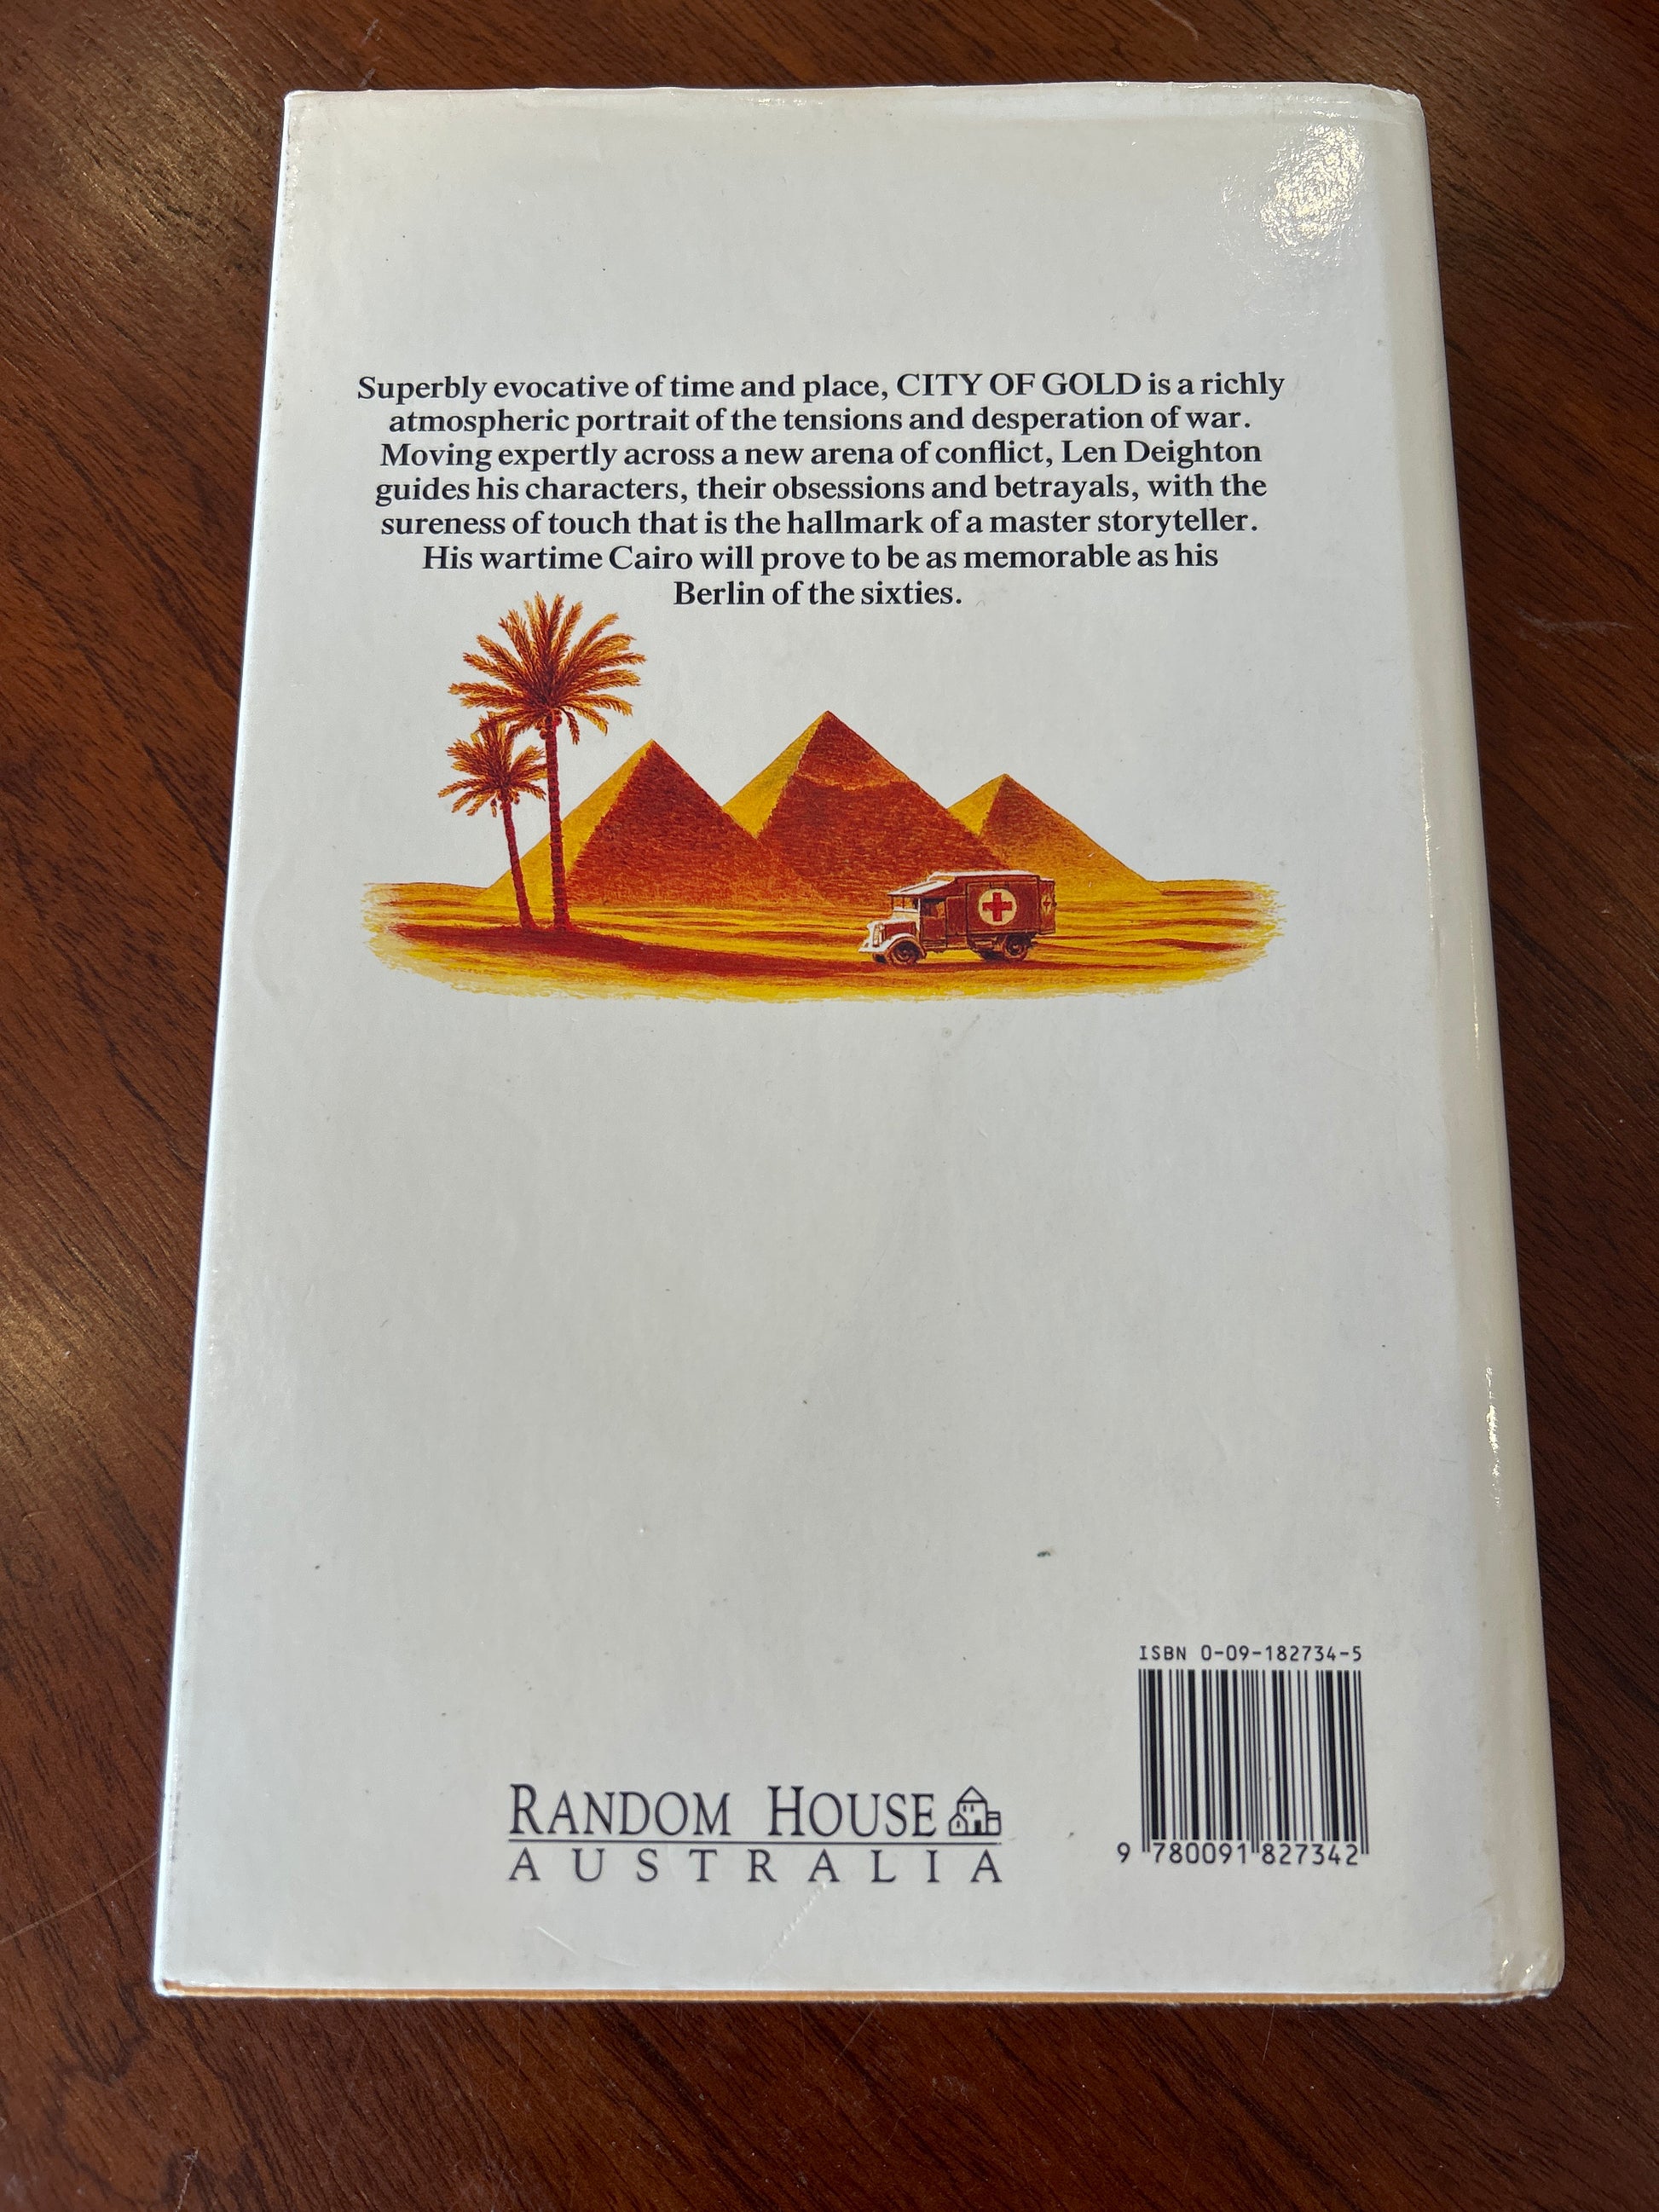 Superbly evocative of time and place, CITY OF GOLD is a richly
atmospheric portrait of the tensions and desperation of war.
Moving expertly across a new arena of conflict, Len Deighton
guides his characters, their obsessions and betrayals, with the
sureness of touch that is the hallmark of a master storyteller.
His wartime Cairo will prove to be as memorable as his
Berlin of the sixties.
ISBN 0-09-182734-5
9 780091 827342
RANDOM HOUSE
AUSTRALIA